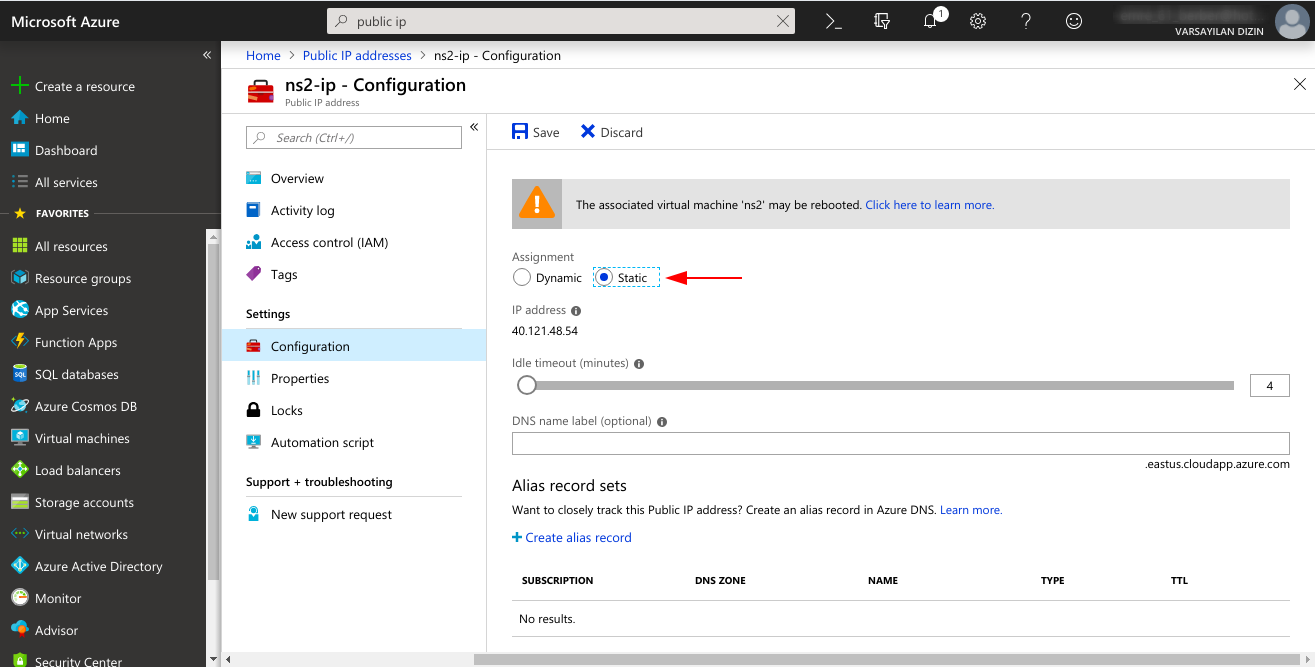 Microsoft Azure
public ip
1
VARSAYILAN DIZIN
Create a resource
Home
Dashboard
All services
FAVORITES
All resources
Resource groups
App Services
Function Apps
SQL databases
Azure Cosmos DB
Virtual machines
Load balancers
Storage accounts
Virtual networks
Azure Active Directory
Monitor
Advisor
Security Center
Home > Public IP addresses > ns2-ip - Configuration
ns2-ip - Configuration
Public IP address
Search (Ctrl+/)
Overview
Activity log
Access control (IAM)
Tags
Settings
Configuration
Properties
Locks
Automation script
Support + troubleshooting
New support request
Save Discard
The associated virtual machine 'ns2' may be rebooted. Click here to learn more.
Assignment
Dynamic Static
IP address
40.121.48.54
Idle timeout (minutes)
4
DNS name label (optional)
.eastus.cloudapp.azure.com
Alias record sets
Want to closely track this Public IP address? Create an alias record in Azure DNS. Learn more.
+ Create alias record
SUBSCRIPTION DNS ZONE NAME TYPE TTL
No results.